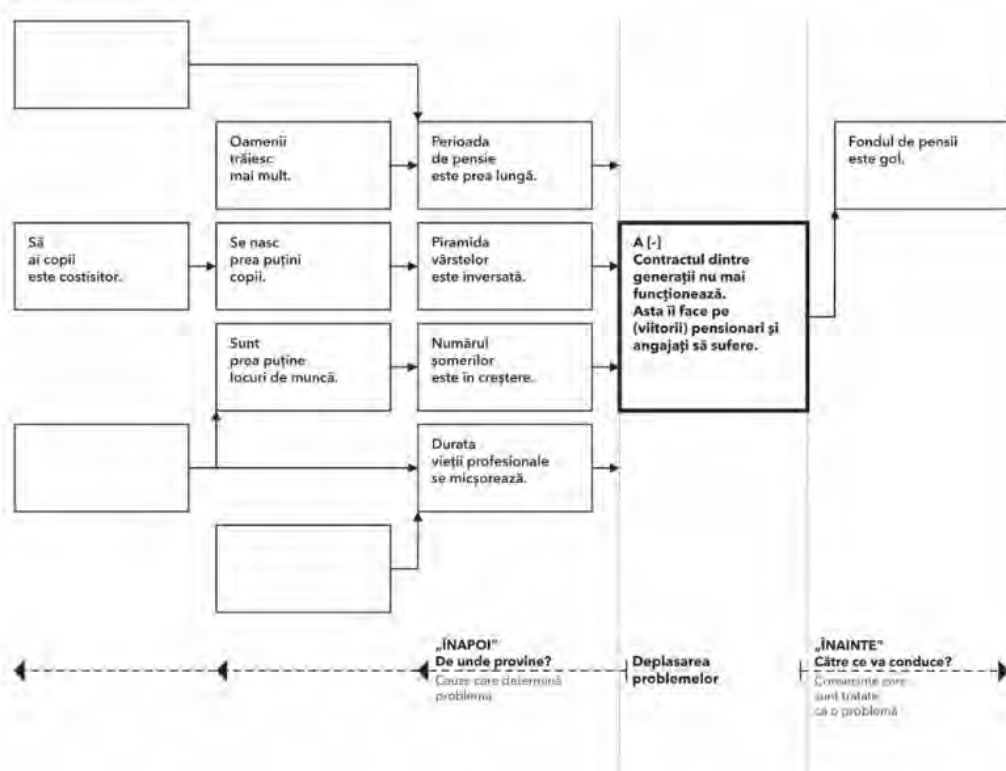 Oamenii
trăiesc
mai mult.
Perioada
de pensie
este prea lungă.
Fondul de pensii
este gol.
Să
ai copii
este costisitor.
Se nasc
prea puțini
copii.
Piramida
vârstelor
este inversată.
A [-]
Contractul dintre
generații nu mai
funcționează.
Asta îi face pe
(viitorii) pensionari și
angajați să sufere.
Sunt
prea puține
locuri de muncă.
Numărul
șomerilor
este în creștere.
Durata
vieții profesionale
se micșorează.
„ÎNAPOI”
De unde provine?
Cauze care determină
problema
Deplasarea
problemelor
„ÎNAINTE”
Către ce va conduce?
Consecințe care
sunt tratate
ca o problemă